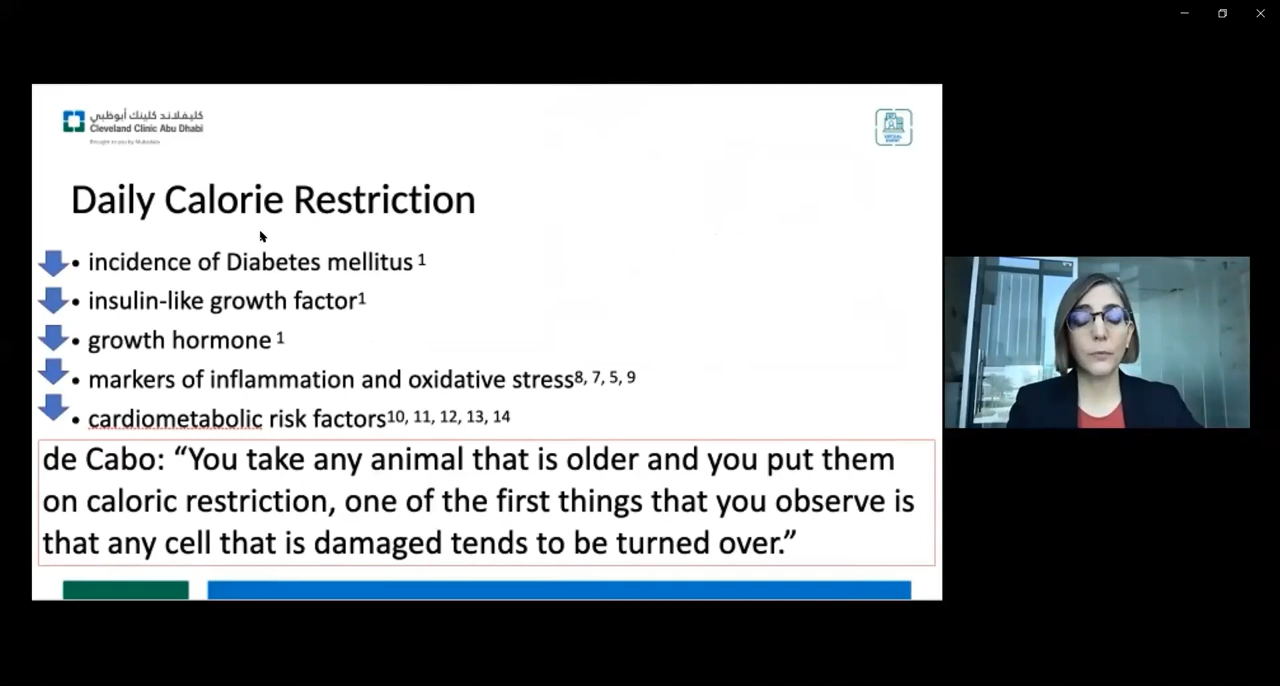 كليفلاند كلينك أبوظبي
Cleveland Clinic Abu Dhabi
VIRTUAL
EVENT
Daily Calorie Restriction
• incidence of Diabetes mellitus 1
• insulin-like growth factor1
• growth hormone 1
• markers of inflammation and oxidative stress8, 7, 5, 9
• cardiometabolic risk factors10, 11, 12, 13, 14
de Cabo: “You take any animal that is older and you put them
on caloric restriction, one of the first things that you observe is
that any cell that is damaged tends to be turned over.”